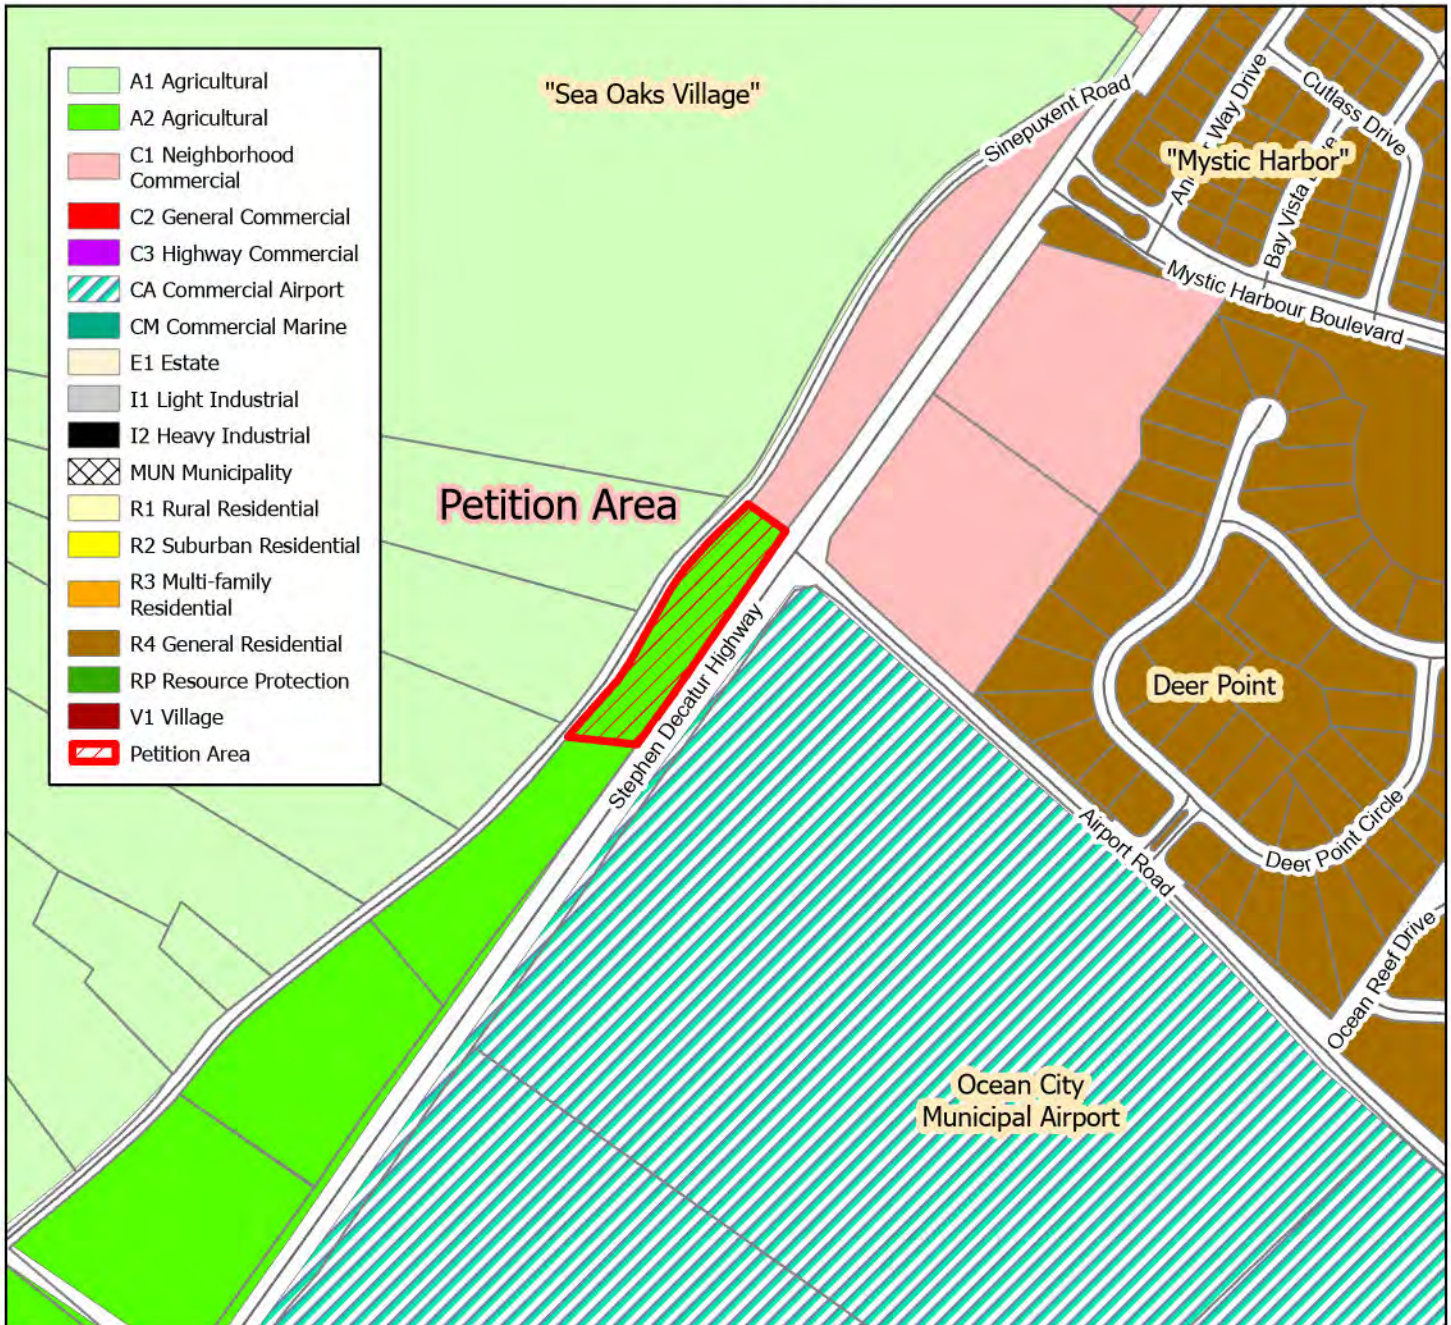 A1 Agricultural
A2 Agricultural
C1 Neighborhood
Commercial
C2 General Commercial
C3 Highway Commercial
CA Commercial Airport
CM Commercial Marine
E1 Estate
I1 Light Industrial
I2 Heavy Industrial
MUN Municipality
R1 Rural Residential
R2 Suburban Residential
R3 Multi-family
Residential
R4 General Residential
RP Resource Protection
V1 Village
Petition Area
"Sea Oaks Village"
Sinepuxent Road
Way Drive
Cutlass Drive
"Mystic Harbor"
Bay Vista
Mystic Harbour Boulevard
Petition Area
Stephen Decatur Highway
Deer Point
Airport Road
Deer Point Circle
Ocean Reef Drive
Ocean City
Municipal Airport